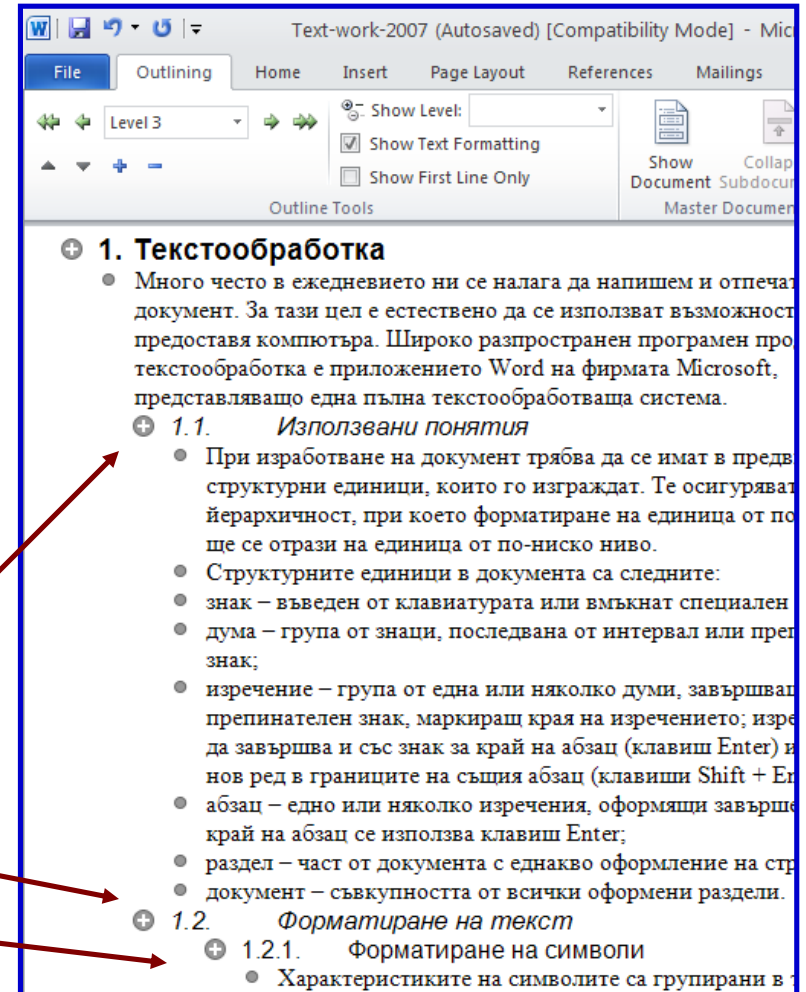 Text-work-2007 (Autosaved) [Compatibility Mode] - Mic
File Outlining Home Insert Page Layout References Mailings
Level 3
Show Level:
Show Text Formatting
Show First Line Only
Show Document
Collap Subdocu
Outline Tools
Master Documen
1. Текстообработка
Много често в ежедневието ни се налага да напишем и отпечат
документ. За тази цел е естествено да се използват възможност
предоставя компютъра. Широко разпространен програмен про
текстообработка е приложението Word на фирмата Microsoft,
представляващо една пълна текстообработваща система.
1.1. Използвани понятия
При изработване на документ трябва да се имат в предв
структурни единици, които го изграждат. Те осигуряват
йерархичност, при което форматиране на единица от по
ще се отрази на единица от по-ниско ниво.
Структурните единици в документа са следните:
знак – въведен от клавиатурата или вмъкнат специален
дума – група от знаци, последвана от интервал или преп
знак;
изречение – група от една или няколко думи, завършващ
препинателен знак, маркиращ края на изречението; изре
да завършва и със знак за край на абзац (клавиш Enter) и
нов ред в границите на същия абзац (клавиши Shift + En
абзац – едно или няколко изречения, оформящи завърше
край на абзац се използва клавиш Enter;
раздел – част от документа с еднакво оформление на стр
документ – съвкупността от всички оформени раздели.
1.2. Форматиране на текст
1.2.1. Форматиране на символи
Характеристиките на символите са групирани в